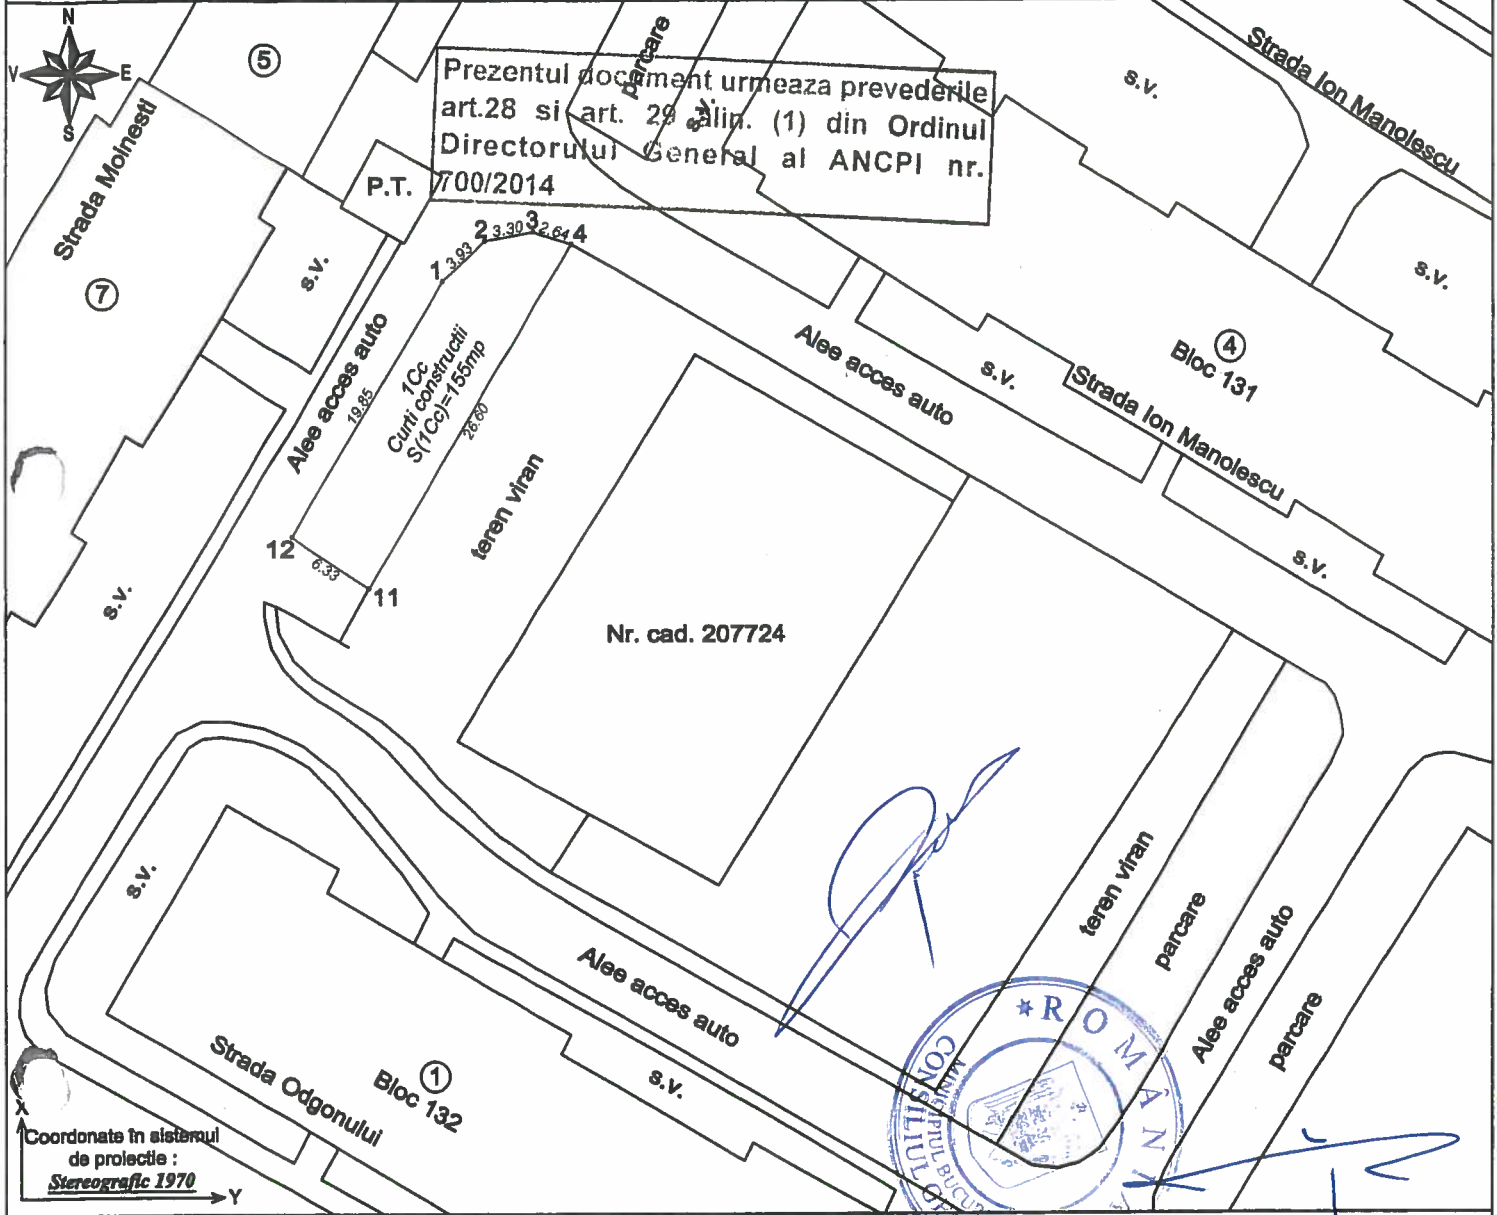 N
V
E
S
5
parcare
s.v.
Strada Ion Manolescu
Prezentul document urmeaza prevederile
art.28 si art. 29 alin. (1) din Ordinul
Directorului General al ANCPI nr.
700/2014
Strada Moinesti
P.T.
7
s.v.
s.v.
1
3.93
2
3.30
3
2.64
4
Alee acces auto
19.85
1Cc
Curti constructii
S(1Cc)=155mp
26.60
teren viran
12
6.33
11
Alee acces auto
s.v.
Strada Ion Manolescu
4
Bloc 131
s.v.
s.v.
Nr. cad. 207724
s.v.
teren viran
parcare
Alee acces auto
parcare
Alee acces auto
Strada Odgonului
1
Bloc 132
s.v.
ROMÂNIA
CONSILIUL
MUNICIPIUL
X
Coordonate în sistemul
de proiectie :
Stereografic 1970
Y